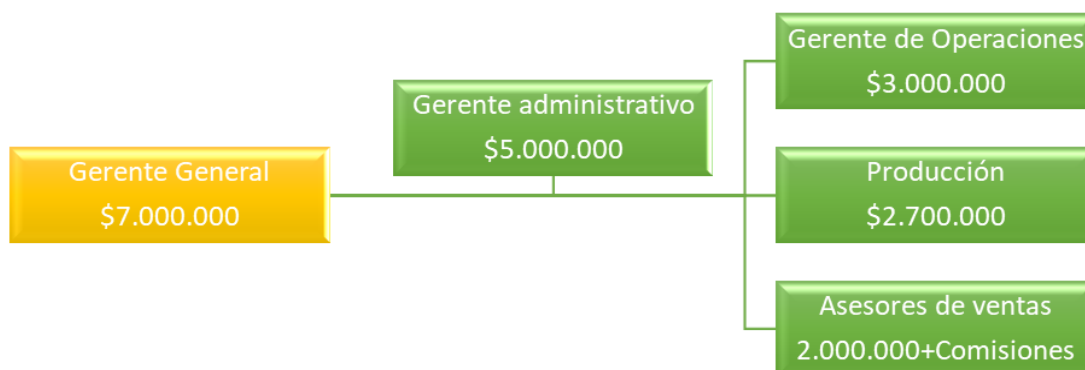 Gerente General
$7.000.000
Gerente administrativo
$5.000.000
Gerente de Operaciones
$3.000.000
Producción
$2.700.000
Asesores de ventas
2.000.000+Comisiones